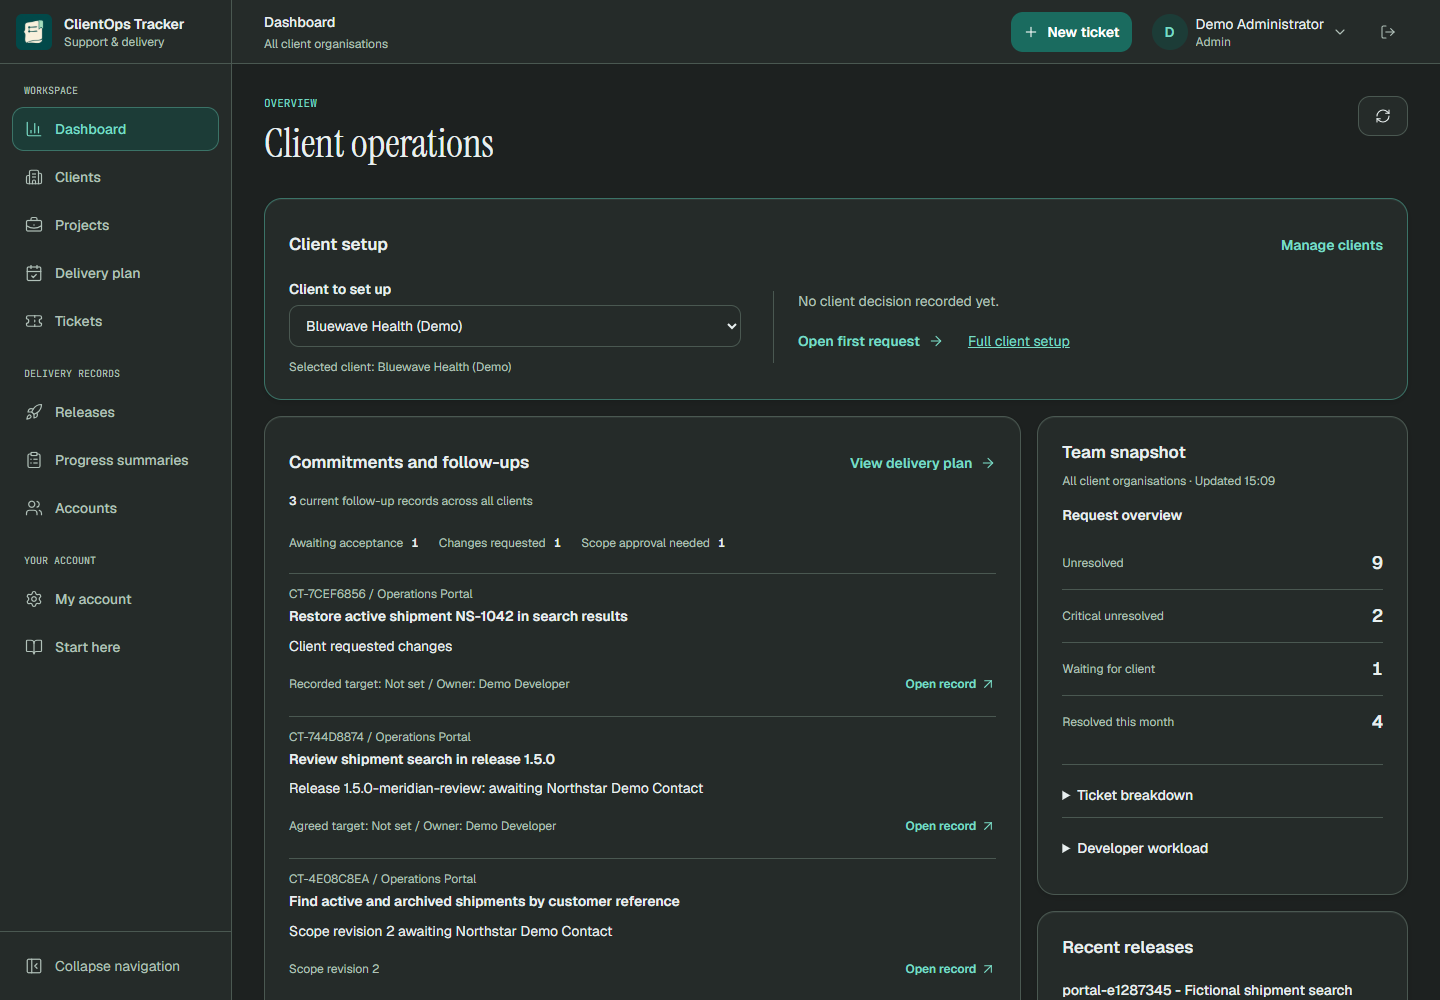 ClientOps Tracker
Support & delivery
Dashboard
All client organisations
New ticket
D
Demo Administrator
Admin
WORKSPACE
Dashboard
Clients
Projects
Delivery plan
Tickets
DELIVERY RECORDS
Releases
Progress summaries
Accounts
YOUR ACCOUNT
My account
Start here
Collapse navigation
OVERVIEW
Client operations
Client setup
Manage clients
Client to set up
Bluewave Health (Demo)
Selected client: Bluewave Health (Demo)
No client decision recorded yet.
Open first request
Full client setup
Commitments and follow-ups
View delivery plan
3 current follow-up records across all clients
Awaiting acceptance 1 Changes requested 1 Scope approval needed 1
CT-7CEF6856 / Operations Portal
Restore active shipment NS-1042 in search results
Client requested changes
Recorded target: Not set / Owner: Demo Developer
Open record
CT-744D8874 / Operations Portal
Review shipment search in release 1.5.0
Release 1.5.0-meridian-review: awaiting Northstar Demo Contact
Agreed target: Not set / Owner: Demo Developer
Open record
CT-4E08C8EA / Operations Portal
Find active and archived shipments by customer reference
Scope revision 2 awaiting Northstar Demo Contact
Scope revision 2
Open record
Team snapshot
All client organisations · Updated 15:09
Request overview
Unresolved 9
Critical unresolved 2
Waiting for client 1
Resolved this month 4
Ticket breakdown
Developer workload
Recent releases
portal-e1287345 - Fictional shipment search